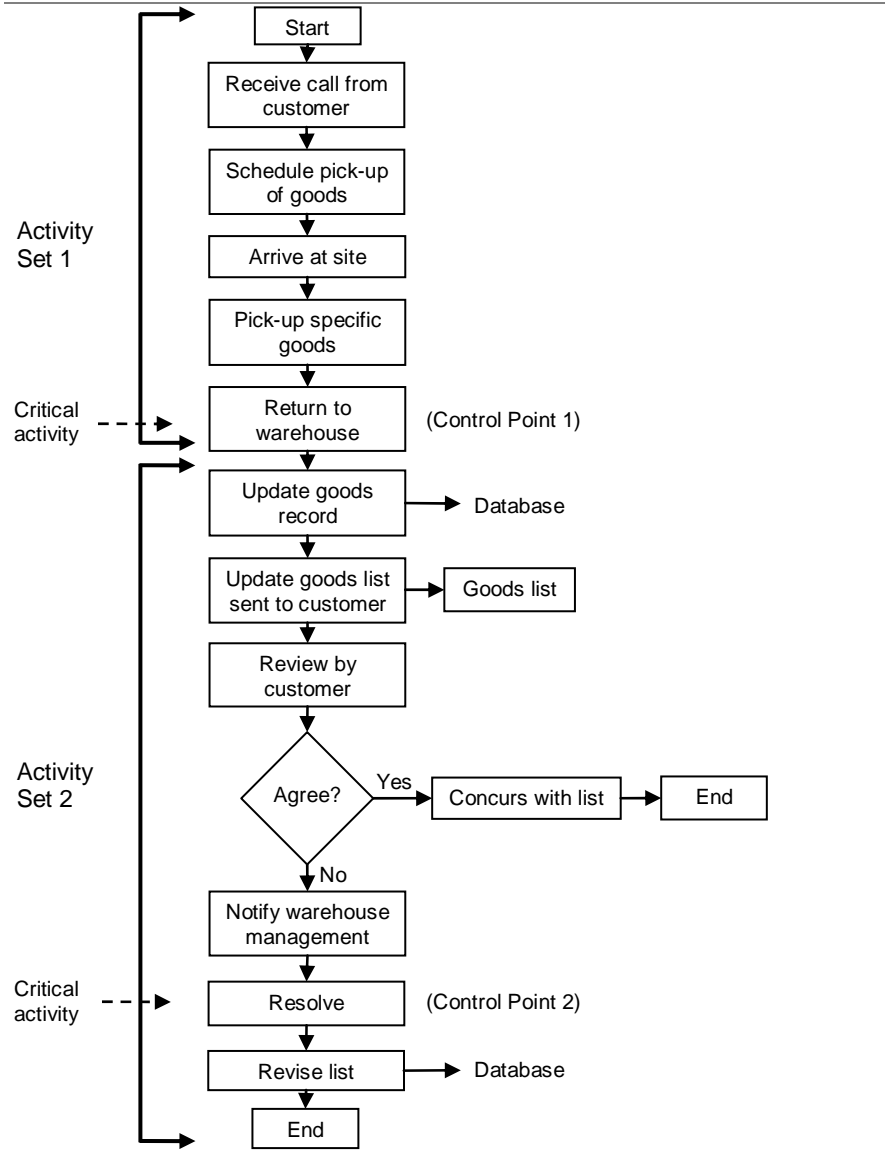 Start
Receive call from
customer
Schedule pick-up
of goods
Activity
Set 1
Arrive at site
Pick-up specific
goods
Critical
activity
Return to
warehouse
(Control Point 1)
Update goods
record
Database
Update goods list
sent to customer
Goods list
Review by
customer
Activity
Set 2
Agree?
Yes
Concurs with list
End
No
Notify warehouse
management
Critical
activity
Resolve
(Control Point 2)
Revise list
Database
End